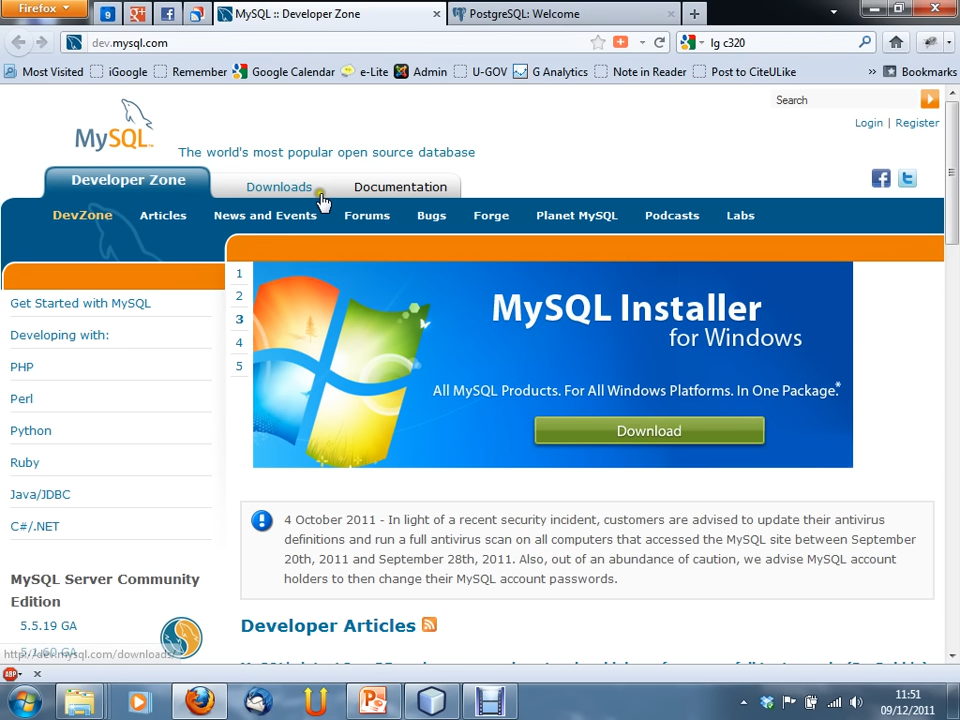 Firefox
9
MySQL :: Developer Zone
PostgreSQL: Welcome
dev.mysql.com
lg c320
Most Visited
iGoogle
Remember
Google Calendar
e-Lite
Admin
U-GOV
G Analytics
Note in Reader
Post to CiteULike
»
Bookmarks
Search
Login | Register
MySQL
The world's most popular open source database
Developer Zone
Downloads
Documentation
DevZone
Articles
News and Events
Forums
Bugs
Forge
Planet MySQL
Podcasts
Labs
1
2
3
4
5
MySQL Installer
for Windows
All MySQL Products. For All Windows Platforms. In One Package.*
Download
Get Started with MySQL
Developing with:
PHP
Perl
Python
Ruby
Java/JDBC
C#/.NET
MySQL Server Community
Edition
5.5.19 GA
4 October 2011 - In light of a recent security incident, customers are advised to update their antivirus
definitions and run a full antivirus scan on all computers that accessed the MySQL site between September
20th, 2011 and September 28th, 2011. Also, out of an abundance of caution, we advise MySQL account
holders to then change their MySQL account passwords.
Developer Articles
http://dev.mysql.com/downloads/
ABP
11:51
09/12/2011